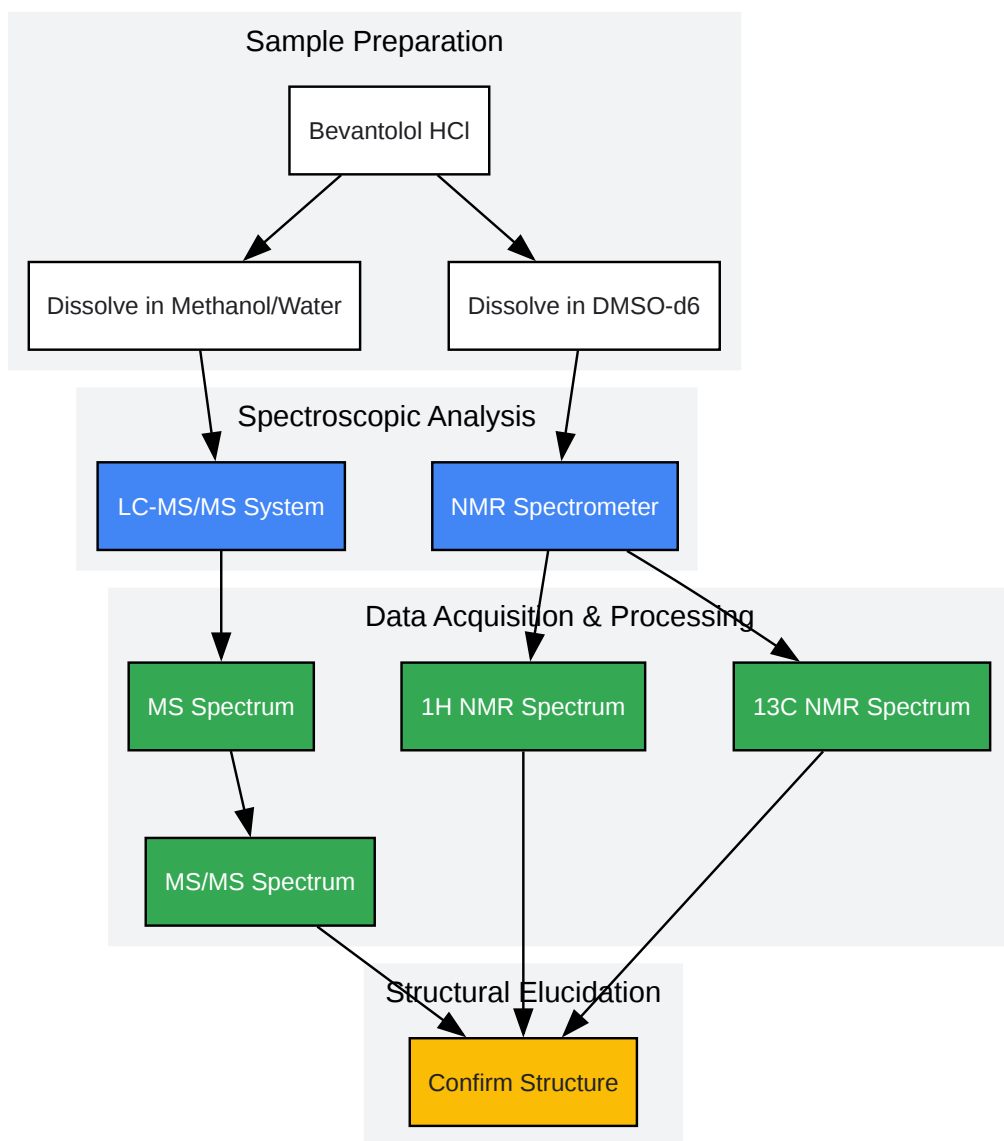 Sample Preparation
Bevantolol HCl
Dissolve in Methanol/Water
Dissolve in DMSO-d6
Spectroscopic Analysis
LC-MS/MS System
NMR Spectrometer
Data Acquisition & Processing
MS Spectrum
1H NMR Spectrum
13C NMR Spectrum
MS/MS Spectrum
Structural Elucidation
Confirm Structure